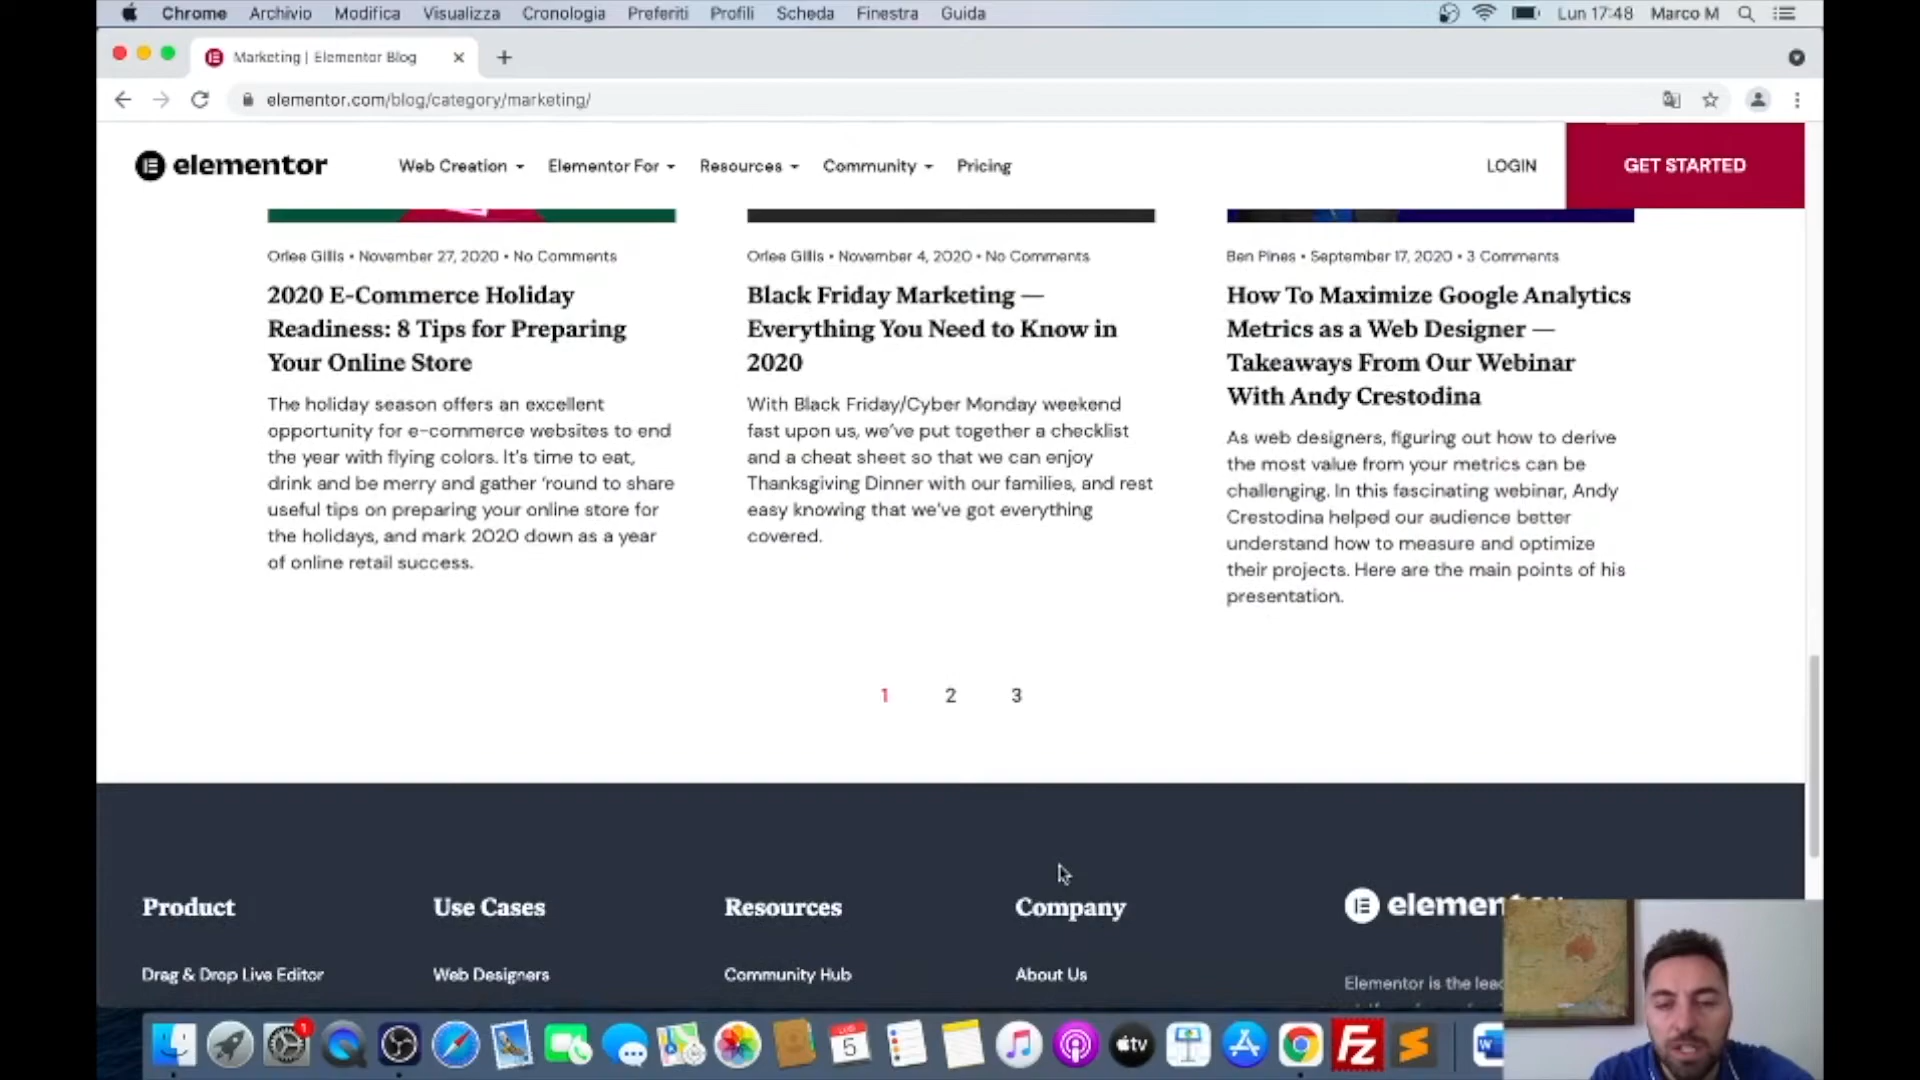 Chrome Archivio Modifica Visualizza Cronologia Preferiti Profili Scheda Finestra Guida Lun 17:48 Marco M
Marketing | Elementor Blog
elementor.com/blog/category/marketing/
elementor Web Creation Elementor For Resources Community Pricing LOGIN GET STARTED
Orlee Gillis • November 27, 2020 • No Comments
2020 E-Commerce Holiday
Readiness: 8 Tips for Preparing
Your Online Store
The holiday season offers an excellent
opportunity for e-commerce websites to end
the year with flying colors. It's time to eat,
drink and be merry and gather 'round to share
useful tips on preparing your online store for
the holidays, and mark 2020 down as a year
of online retail success.
Orlee Gillis • November 4, 2020 • No Comments
Black Friday Marketing —
Everything You Need to Know in
2020
With Black Friday/Cyber Monday weekend
fast upon us, we've put together a checklist
and a cheat sheet so that we can enjoy
Thanksgiving Dinner with our families, and rest
easy knowing that we've got everything
covered.
Ben Pines • September 17, 2020 • 3 Comments
How To Maximize Google Analytics
Metrics as a Web Designer —
Takeaways From Our Webinar
With Andy Crestodina
As web designers, figuring out how to derive
the most value from your metrics can be
challenging. In this fascinating webinar, Andy
Crestodina helped our audience better
understand how to measure and optimize
their projects. Here are the main points of his
presentation.
1 2 3
Product
Drag & Drop Live Editor
Use Cases
Web Designers
Resources
Community Hub
Company
About Us
Elementor is the
1
5
tv
Fz
W